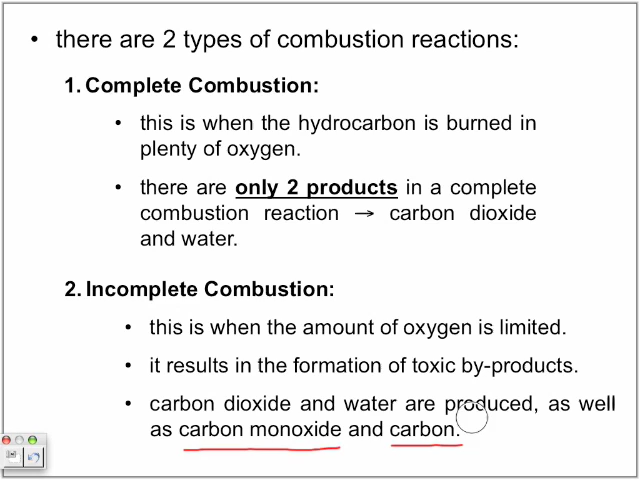 • there are 2 types of combustion reactions:
1. Complete Combustion:
• this is when the hydrocarbon is burned in
plenty of oxygen.
• there are only 2 products in a complete
combustion reaction → carbon dioxide
and water.
2. Incomplete Combustion:
• this is when the amount of oxygen is limited.
• it results in the formation of toxic by-products.
• carbon dioxide and water are produced, as well
as carbon monoxide and carbon.